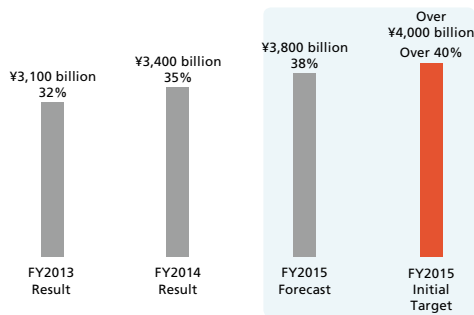 ¥3,100 billion
32%
FY2013
Result
¥3,400 billion
35%
FY2014
Result
¥3,800 billion
38%
FY2015
Forecast
Over
¥4,000 billion
Over 40%
FY2015
Initial
Target